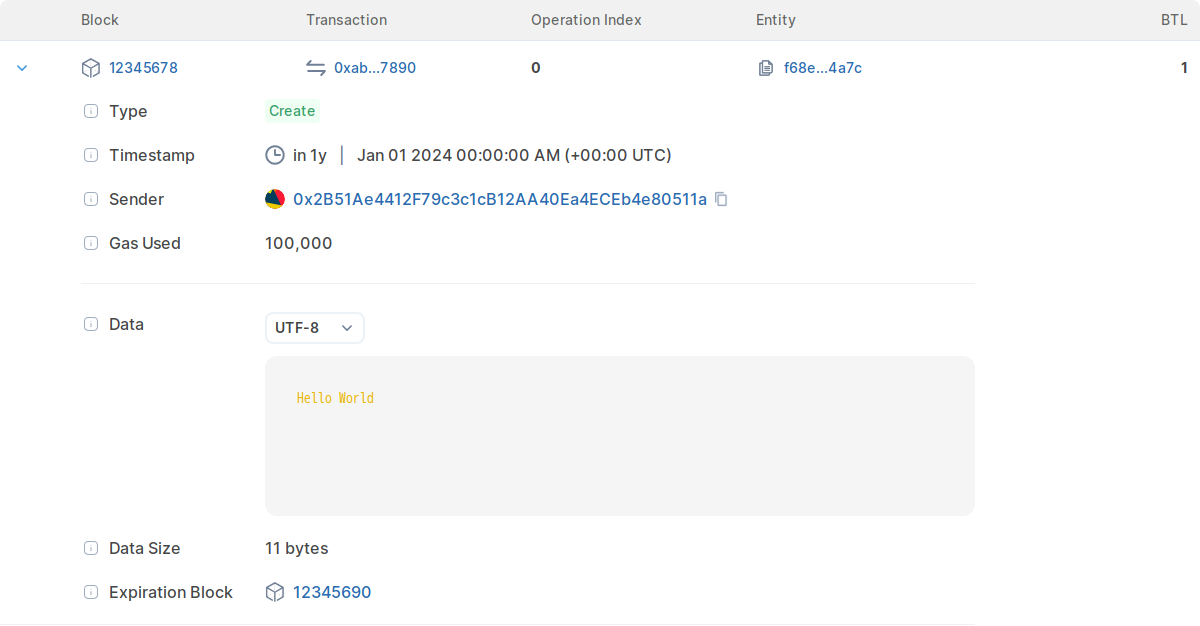 Block Transaction Operation Index Entity BTL
12345678 0xab...7890 0 f68e...4a7c 1
Type Create
Timestamp in 1y | Jan 01 2024 00:00:00 AM (+00:00 UTC)
Sender 0x2B51Ae4412F79c3c1cB12AA40Ea4ECEb4e80511a
Gas Used 100,000
Data UTF-8
Hello World
Data Size 11 bytes
Expiration Block 12345690